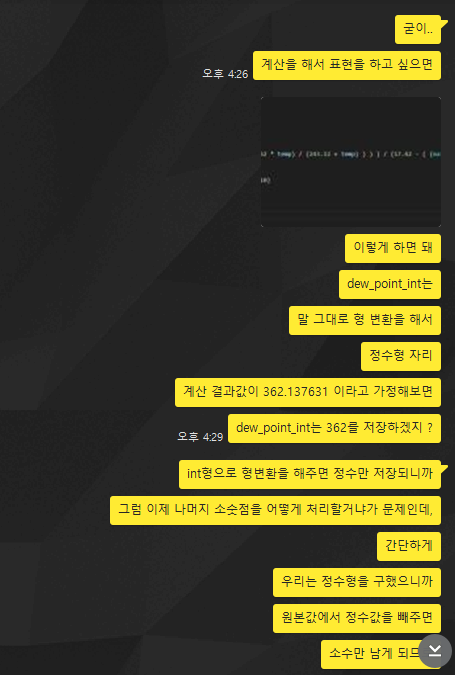 굳이..
계산을 해서 표현을 하고 싶으면
오후 4:26
* temp) / (243.12 + temp) ) ) ) / (17.62 - (
이렇게 하면 돼
dew_point_int는
말 그대로 형 변환을 해서
정수형 자리
계산 결과값이 362.137631 이라고 가정해보면
dew_point_int는 362를 저장하겠지 ?
오후 4:29
int형으로 형변환을 해주면 정수만 저장되니까
그럼 이제 나머지 소숫점을 어떻게 처리할거냐가 문제인데,
간단하게
우리는 정수형을 구했으니까
원본값에서 정수값을 빼주면
소수만 남게 되므